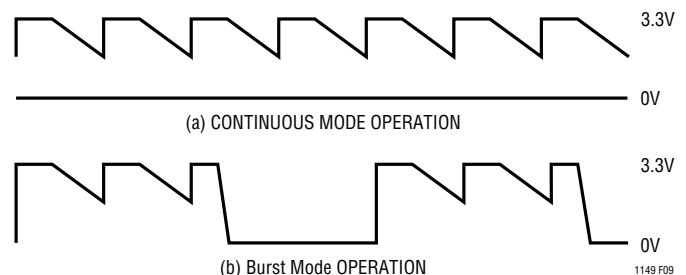 3.3V
0V
(a) CONTINUOUS MODE OPERATION
3.3V
0V
(b) Burst Mode OPERATION
1149 F09